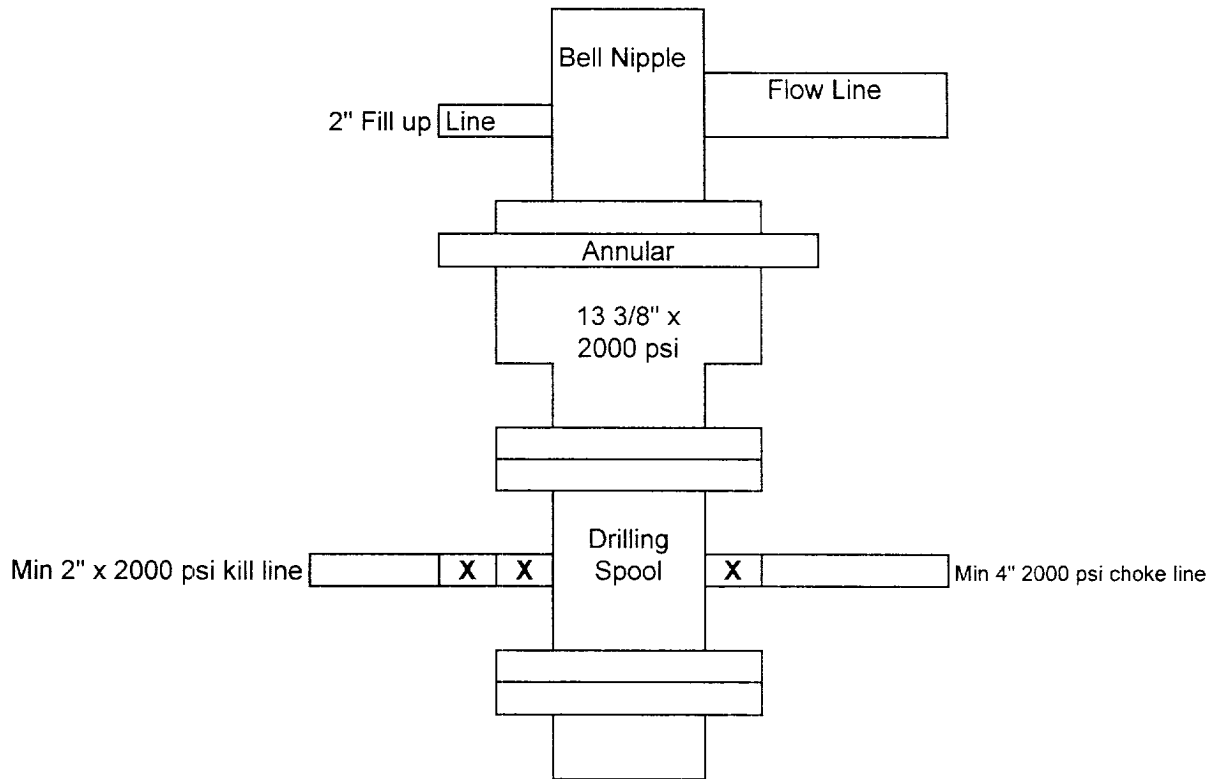 Bell Nipple
Flow Line
2" Fill up Line
Annular
13 3/8" x
2000 psi
Drilling
Spool
Min 2" x 2000 psi kill line
X X
X
Min 4" 2000 psi choke line